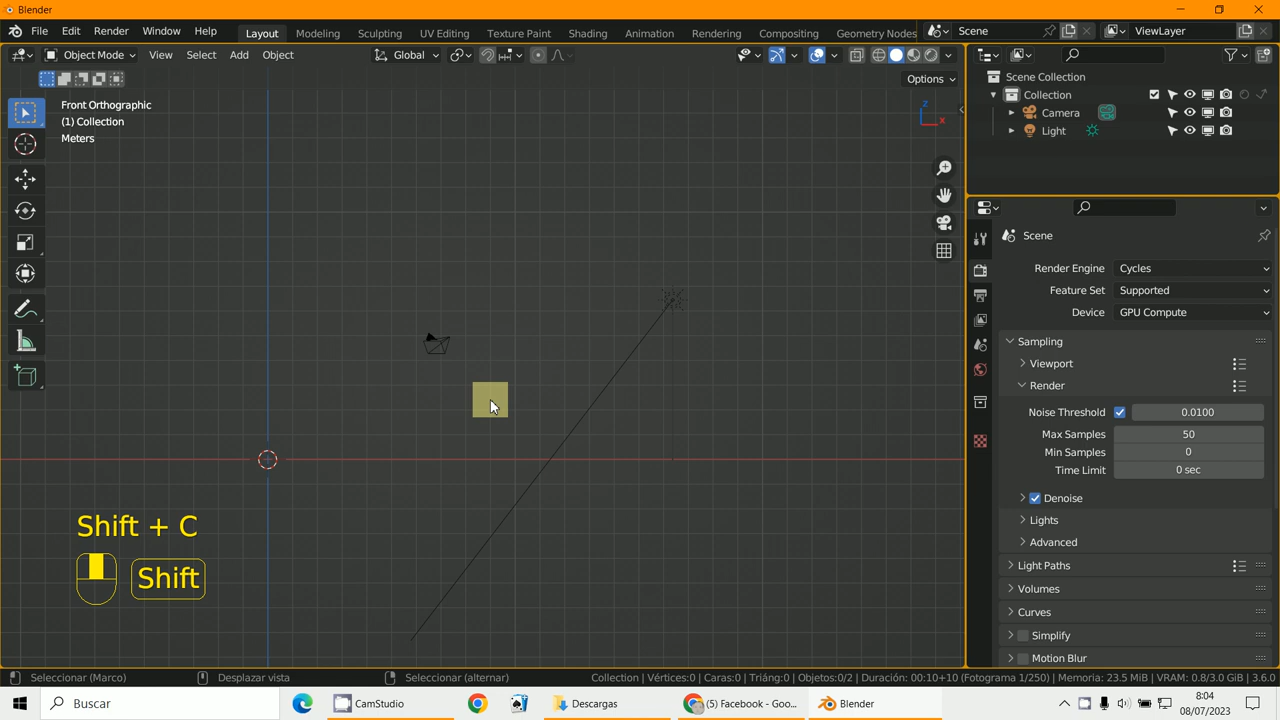 Blender
File Edit Render Window Help
Layout Modeling Sculpting UV Editing Texture Paint Shading Animation Rendering Compositing Geometry Nodes
Scene
ViewLayer
Object Mode View Select Add Object
Global
Options
Front Orthographic
(1) Collection
Meters
Z
X
Scene Collection
Collection
Camera
Light
Scene
Render Engine Cycles
Feature Set Supported
Device GPU Compute
Sampling
Viewport
Render
Noise Threshold 0.0100
Max Samples 50
Min Samples 0
Time Limit 0 sec
Denoise
Lights
Advanced
Light Paths
Volumes
Curves
Simplify
Motion Blur
Shift + C
Shift
Seleccionar (Marco) Desplazar vista Seleccionar (alternar) Collection | Vértices:0 | Caras:0 | Triáng:0 | Objetos:0/2 | Duración: 00:10+10 (Fotograma 1/250) | Memoria: 23.5 MiB | VRAM: 0.8/3.0 GiB | 3.6.0
Buscar
CamStudio
Descargas
(5) Facebook - Goo...
Blender
8:04
08/07/2023